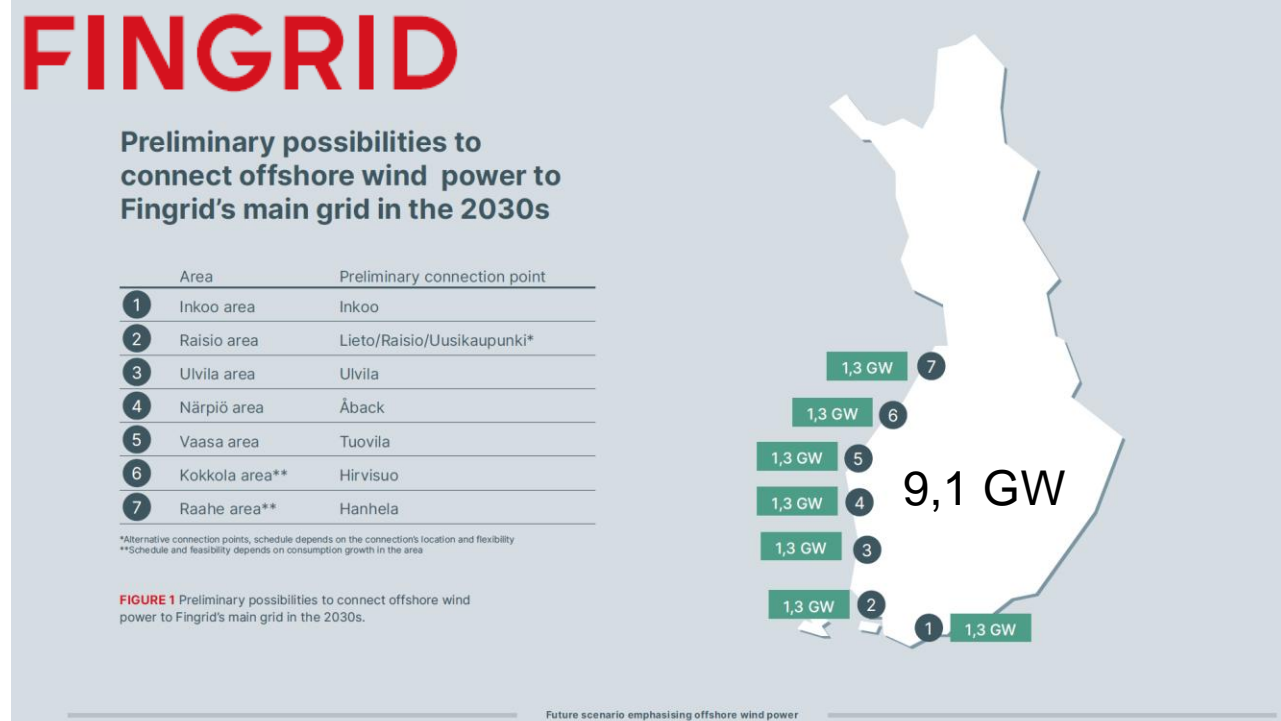 FINGRID
Preliminary possibilities to
connect offshore wind power to
Fingrid's main grid in the 2030s
Area Preliminary connection point
1 Inkoo area Inkoo
2 Raisio area Lieto/Raisio/Uusikaupunki*
3 Ulvila area Ulvila
4 Närpiö area Åback
5 Vaasa area Tuovila
6 Kokkola area** Hirvisuo
7 Raahe area** Hanhela
*Alternative connection points, schedule depends on the connection's location and flexibility
**Schedule and feasibility depends on consumption growth in the area
FIGURE 1 Preliminary possibilities to connect offshore wind
power to Fingrid's main grid in the 2030s.
1,3 GW 7
1,3 GW 6
1,3 GW 5
9,1 GW
1,3 GW 4
1,3 GW 3
1,3 GW 2
1 1,3 GW
Future scenario emphasising offshore wind power